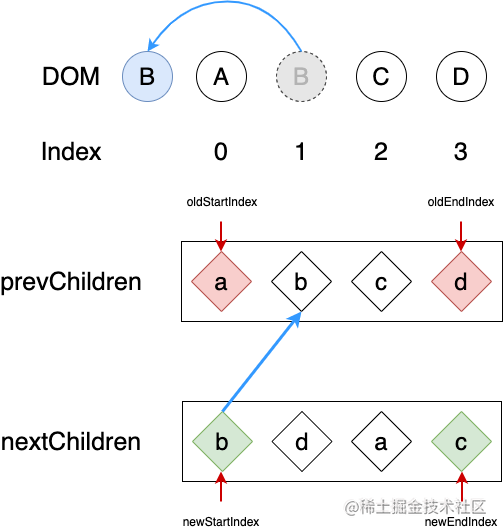 DOM B A B C D
Index 0 1 2 3
oldStartIndex oldEndIndex
prevChildren a b c d
nextChildren b d a c
@稀土掘金技术社区
newStartIndex newEndIndex